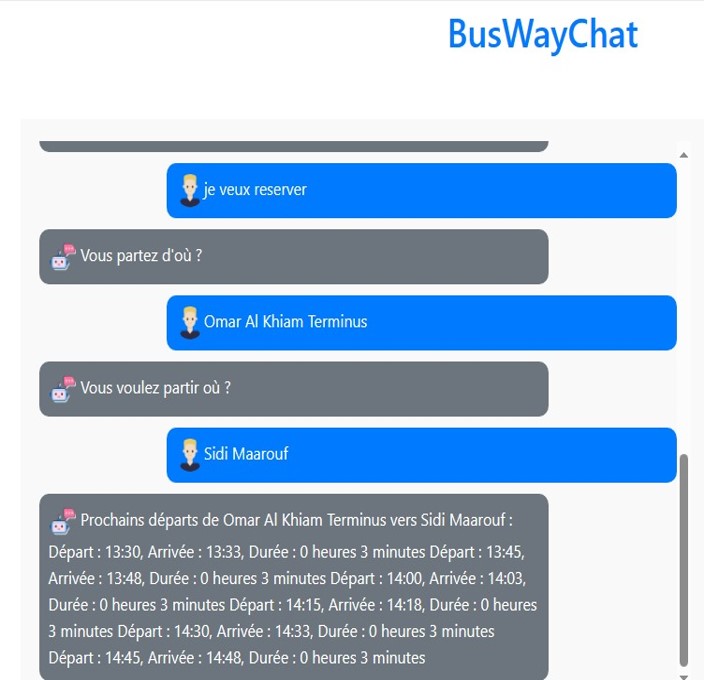 BusWayChat
je veux reserver
Vous partez d'où ?
Omar Al Khiam Terminus
Vous voulez partir où ?
Sidi Maarouf
Prochains départs de Omar Al Khiam Terminus vers Sidi Maarouf :
Départ : 13:30, Arrivée : 13:33, Durée : 0 heures 3 minutes Départ : 13:45,
Arrivée : 13:48, Durée : 0 heures 3 minutes Départ : 14:00, Arrivée : 14:03,
Durée : 0 heures 3 minutes Départ : 14:15, Arrivée : 14:18, Durée : 0 heures
3 minutes Départ : 14:30, Arrivée : 14:33, Durée : 0 heures 3 minutes
Départ : 14:45, Arrivée : 14:48, Durée : 0 heures 3 minutes